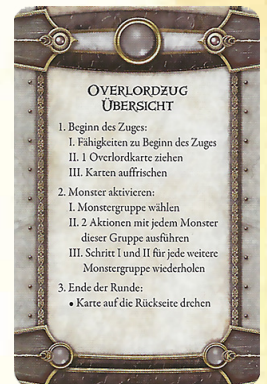 OVERLORDZUG
ÜBERSICHT
1. Beginn des Zuges:
I. Fähigkeiten zu Beginn des Zuges
II. 1 Overlordkarte ziehen
III. Karten auffrischen
2. Monster aktivieren:
I. Monstergruppe wählen
II. 2 Aktionen mit jedem Monster
dieser Gruppe ausführen
III. Schritt I und II für jede weitere
Monstergruppe wiederholen
3. Ende der Runde:
• Karte auf die Rückseite drehen